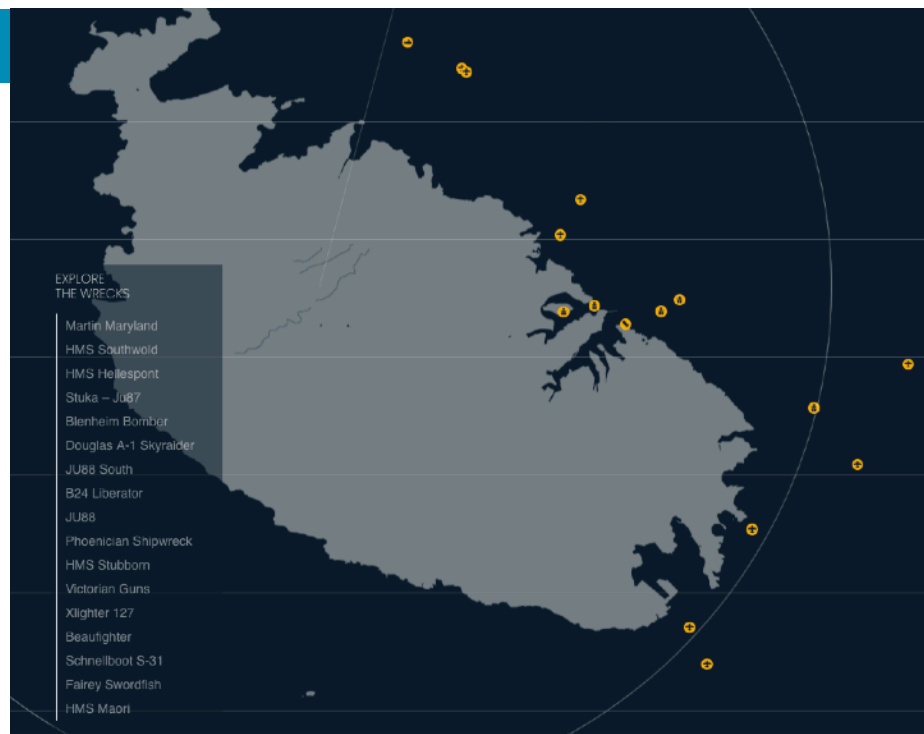 EXPLORE
THE WRECKS
Martin Maryland
HMS Southwold
HMS Hellespont
Stuka – Ju87
Blenheim Bomber
Douglas A-1 Skyraider
JU88 South
B24 Liberator
JU88
Phoenician Shipwreck
HMS Stubborn
Victorian Guns
Xlighter 127
Beaufighter
Schnellboot S-31
Fairey Swordfish
HMS Maori